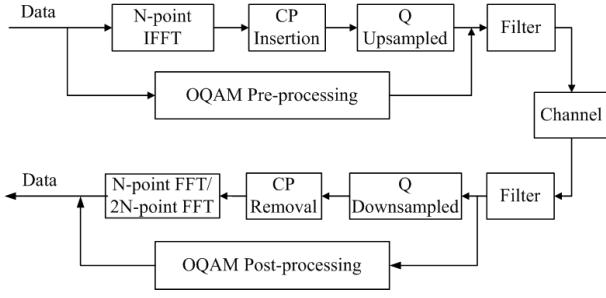 Data
N-point
IFFT
CP
Insertion
Q
Upsampled
Filter
OQAM Pre-processing
Channel
Data
N-point FFT/
2N-point FFT
CP
Removal
Q
Downsampled
Filter
OQAM Post-processing